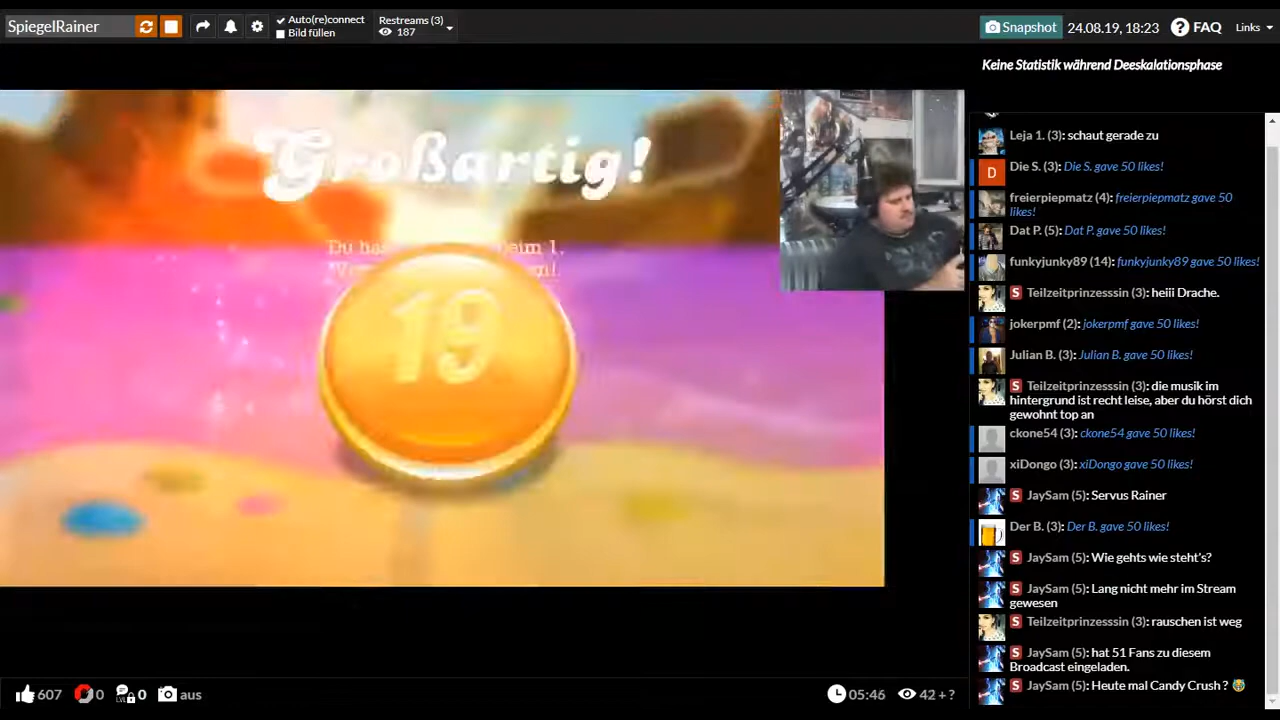 SpiegelRainer
Auto(re)connect
Bild füllen
Restreams (3)
187
Snapshot
24.08.19, 18:23
FAQ
Links
Keine Statistik während Deeskalationsphase
Großartig!
Du
1.
19
Leja 1. (3): schaut gerade zu
D
Die S. (3): Die S. gave 50 likes!
freierpiepmatz (4): freierpiepmatz gave 50
likes!
Dat P. (5): Dat P. gave 50 likes!
funkyjunky89 (14): funkyjunky89 gave 50 likes!
S Teilzeitprinzesssin (3): heiii Drache.
jokerpmf (2): jokerpmf gave 50 likes!
Julian B. (3): Julian B. gave 50 likes!
S Teilzeitprinzesssin (3): die musik im
hintergrund ist recht leise, aber du hörst dich
gewohnt top an
ckone54 (3): ckone54 gave 50 likes!
xiDongo (3): xiDongo gave 50 likes!
S JaySam (5): Servus Rainer
Der B. (3): Der B. gave 50 likes!
S JaySam (5): Wie gehts wie steht's?
S JaySam (5): Lang nicht mehr im Stream
gewesen
S Teilzeitprinzesssin (3): rauschen ist weg
S JaySam (5): hat 51 Fans zu diesem
Broadcast eingeladen.
S JaySam (5): Heute mal Candy Crush ?
607
0
LVL
0
aus
05:46
42 + ?